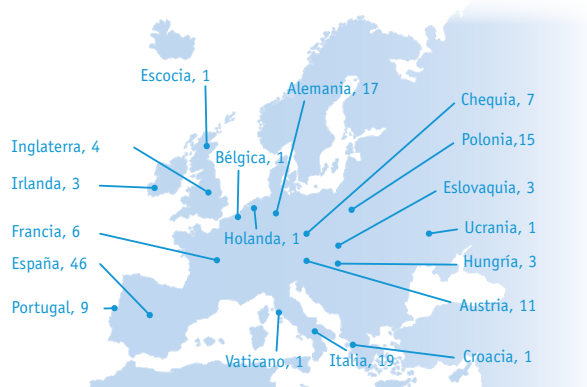 Escocia, 1
Alemania, 17
Chequia, 7
Polonia,15
Inglaterra, 4
Bélgica, 1
Irlanda, 3
Eslovaquia, 3
Francia, 6
Holanda, 1
Ucrania, 1
España, 46
Hungría, 3
Portugal, 9
Austria, 11
Vaticano, 1
Italia, 19
Croacia, 1